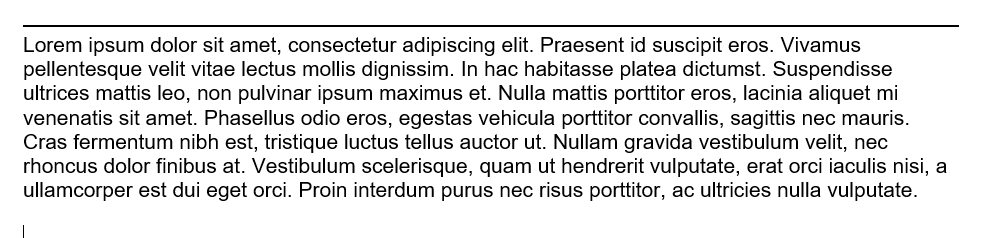 Lorem ipsum dolor sit amet, consectetur adipiscing elit. Praesent id suscipit eros. Vivamus
pellentesque velit vitae lectus mollis dignissim. In hac habitasse platea dictumst. Suspendisse
ultrices mattis leo, non pulvinar ipsum maximus et. Nulla mattis porttitor eros, lacinia aliquet mi
venenatis sit amet. Phasellus odio eros, egestas vehicula porttitor convallis, sagittis nec mauris.
Cras fermentum nibh est, tristique luctus tellus auctor ut. Nullam gravida vestibulum velit, nec
rhoncus dolor finibus at. Vestibulum scelerisque, quam ut hendrerit vulputate, erat orci iaculis nisi, a
ullamcorper est dui eget orci. Proin interdum purus nec risus porttitor, ac ultricies nulla vulputate.